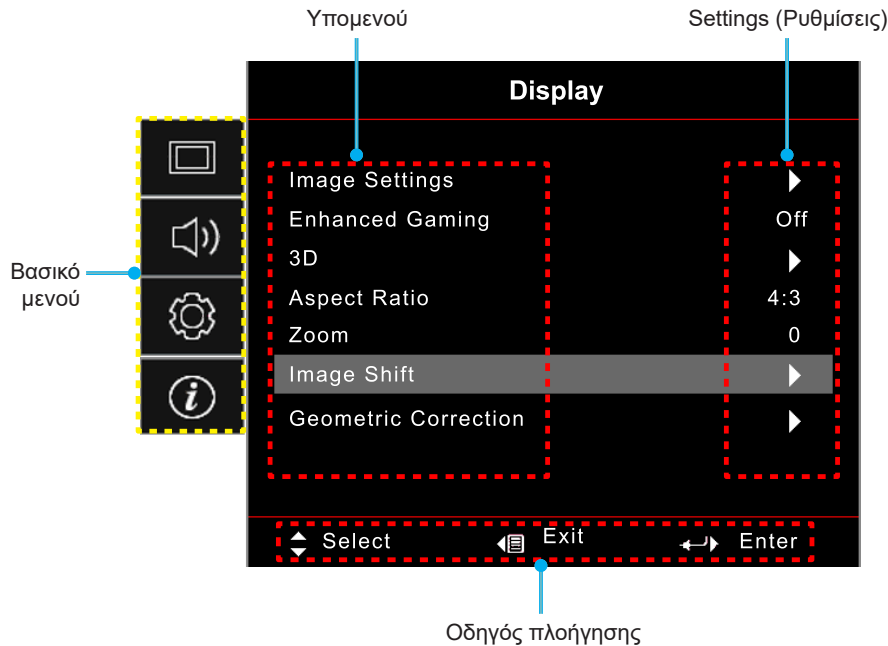 Υπομενού
Settings (Ρυθμίσεις)
Display
Image Settings
Enhanced Gaming Off
3D
Aspect Ratio 4:3
Zoom 0
Image Shift
Geometric Correction
Βασικό
μενού
Select Exit Enter
Οδηγός πλοήγησης